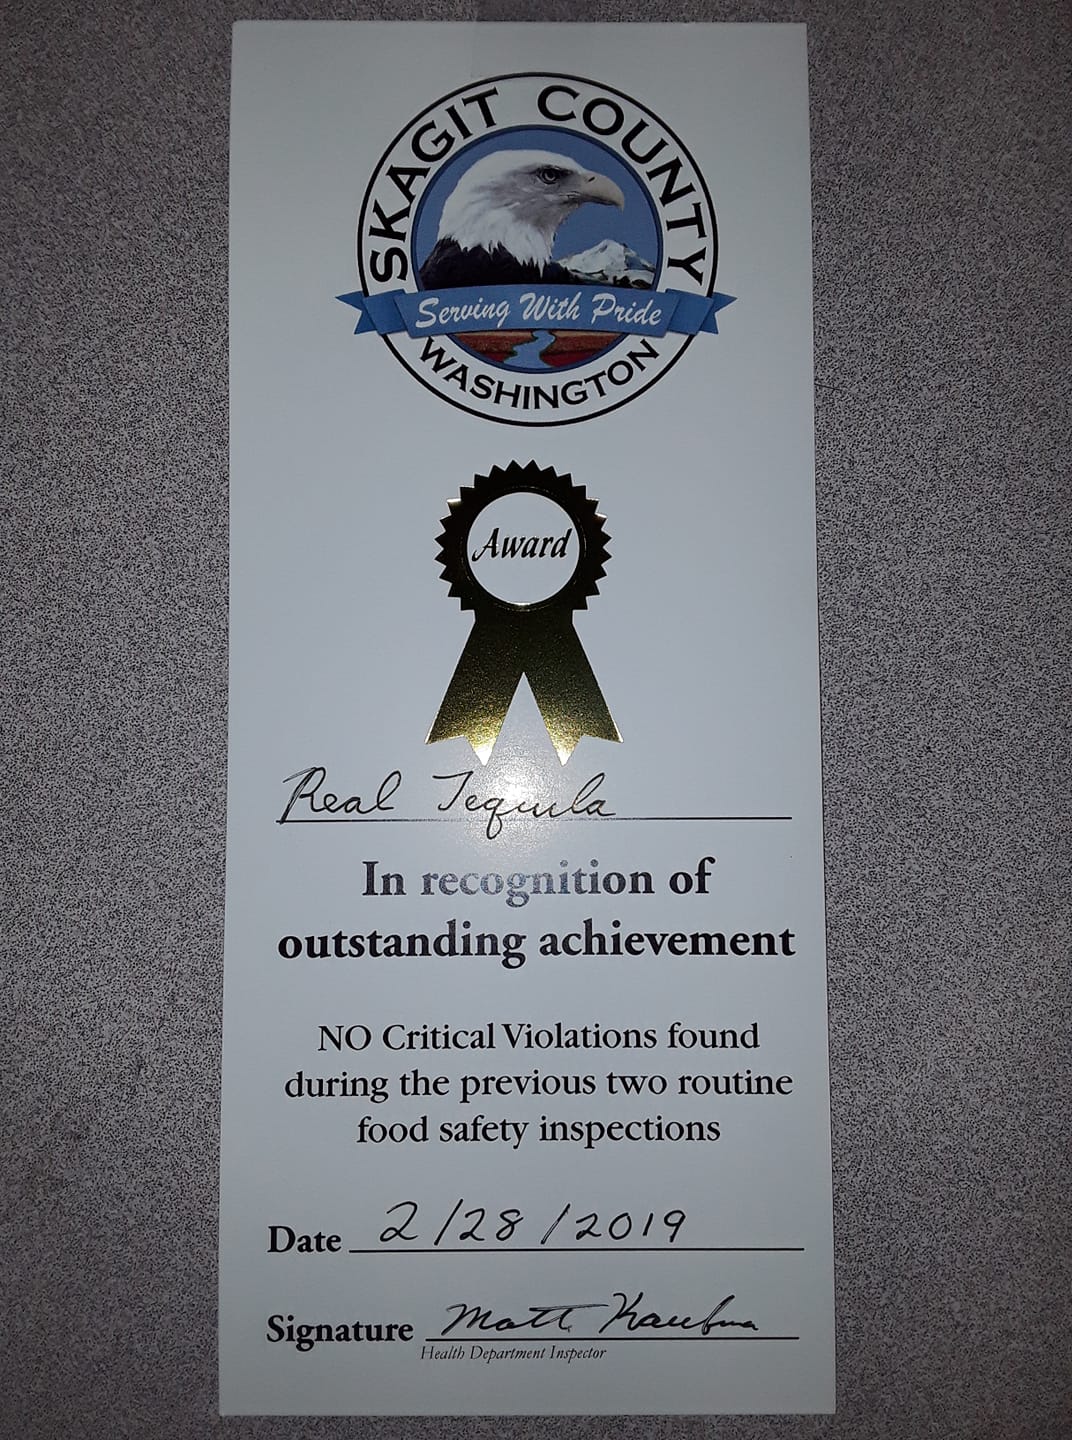 SKAGIT COUNTY
Serving With Pride
WASHINGTON
Award
Real Tequila
In recognition of
outstanding achievement
NO Critical Violations found
during the previous two routine
food safety inspections
Date 2/28/2019
Signature Matt
Health Department Inspector